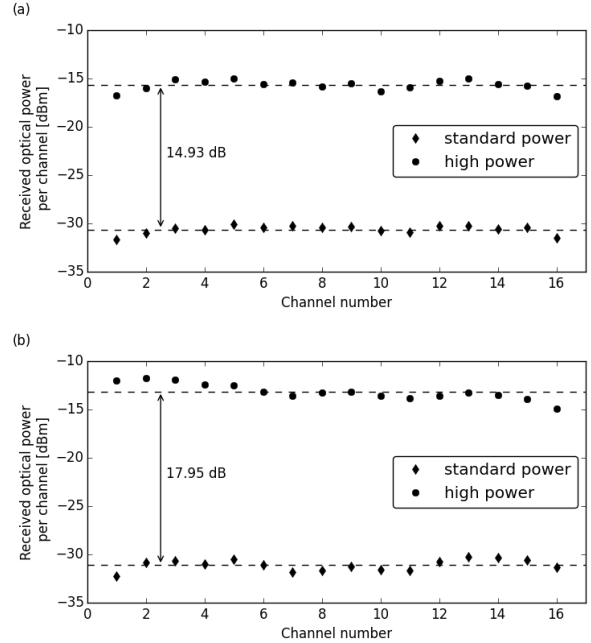 (a)
−10
−15
−20
−25
−30
−35
Received optical power
per channel [dBm]
14.93 dB
standard power
high power
0 2 4 6 8 10 12 14 16
Channel number
(b)
−10
−15
−20
−25
−30
−35
Received optical power
per channel [dBm]
17.95 dB
standard power
high power
0 2 4 6 8 10 12 14 16
Channel number